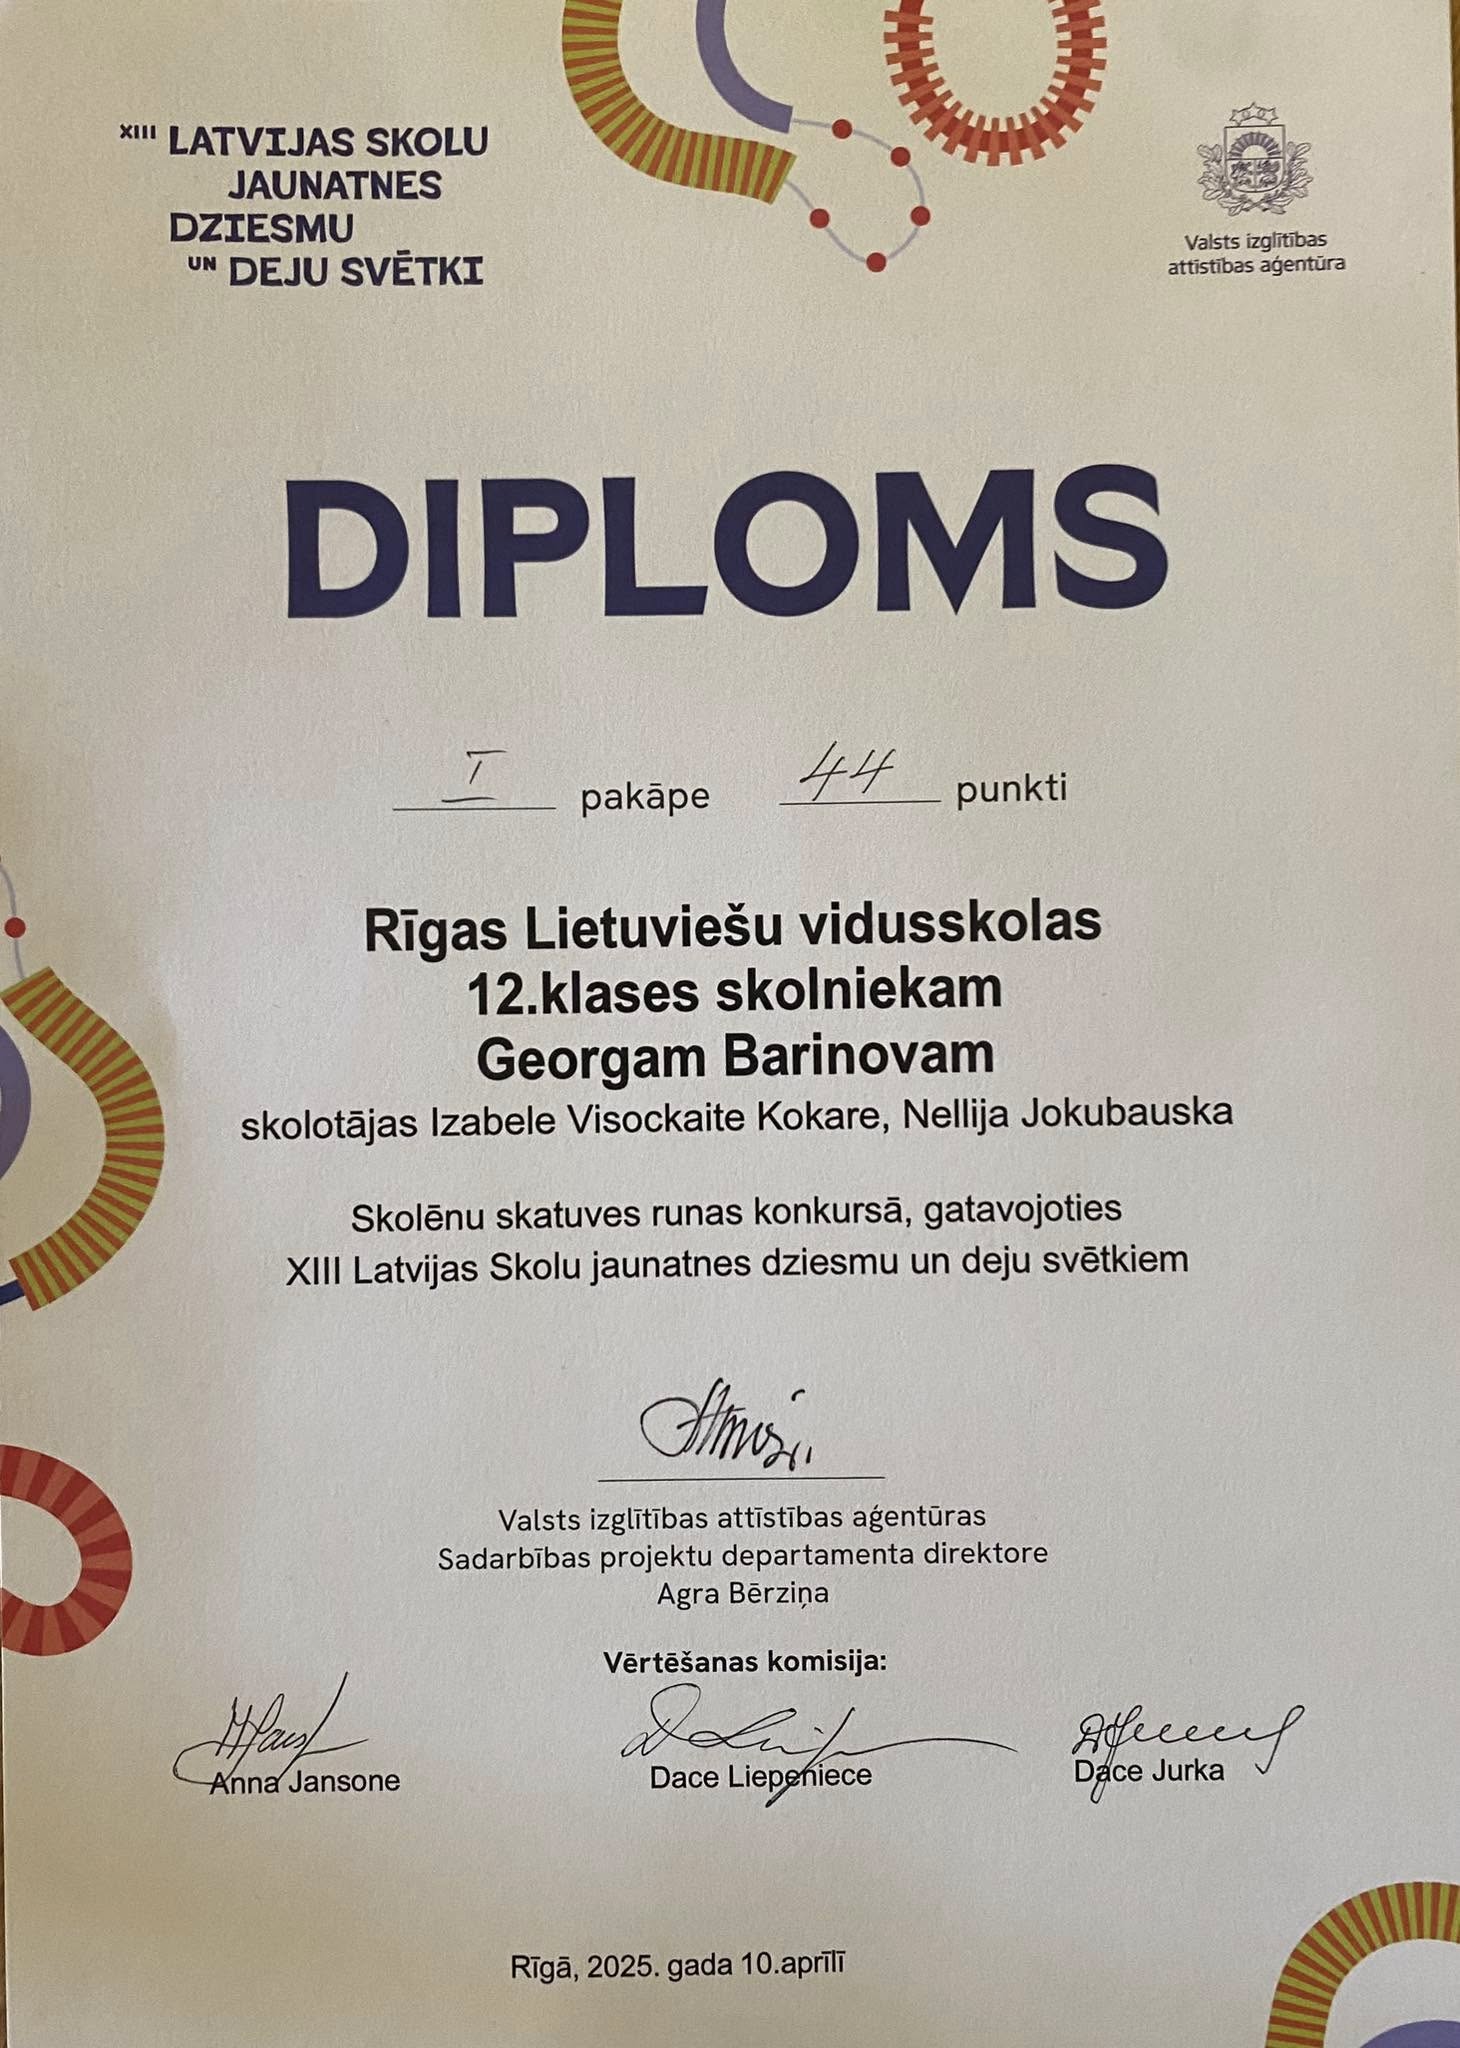 XIII LATVIJAS SKOLU
JAUNATNES
DZIESMU
UN DEJU SVĒTKI
Valsts izglītības
attīstības aģentūra
DIPLOMS
I pakāpe 44 punkti
Rīgas Lietuviešu vidusskolas
12.klases skolniekam
Georgam Barinovam
skolotājas Izabele Visockaite Kokare, Nellija Jokubauska
Skolēnu skatuves runas konkursā, gatavojoties
XIII Latvijas Skolu jaunatnes dziesmu un deju svētkiem
Valsts izglītības attīstības aģentūras
Sadarbības projektu departamenta direktore
Agra Bērziņa
Vērtēšanas komisija:
Anna Jansone
Dace Liepeniece
Dace Jurka
Rīgā, 2025. gada 10.aprīlī